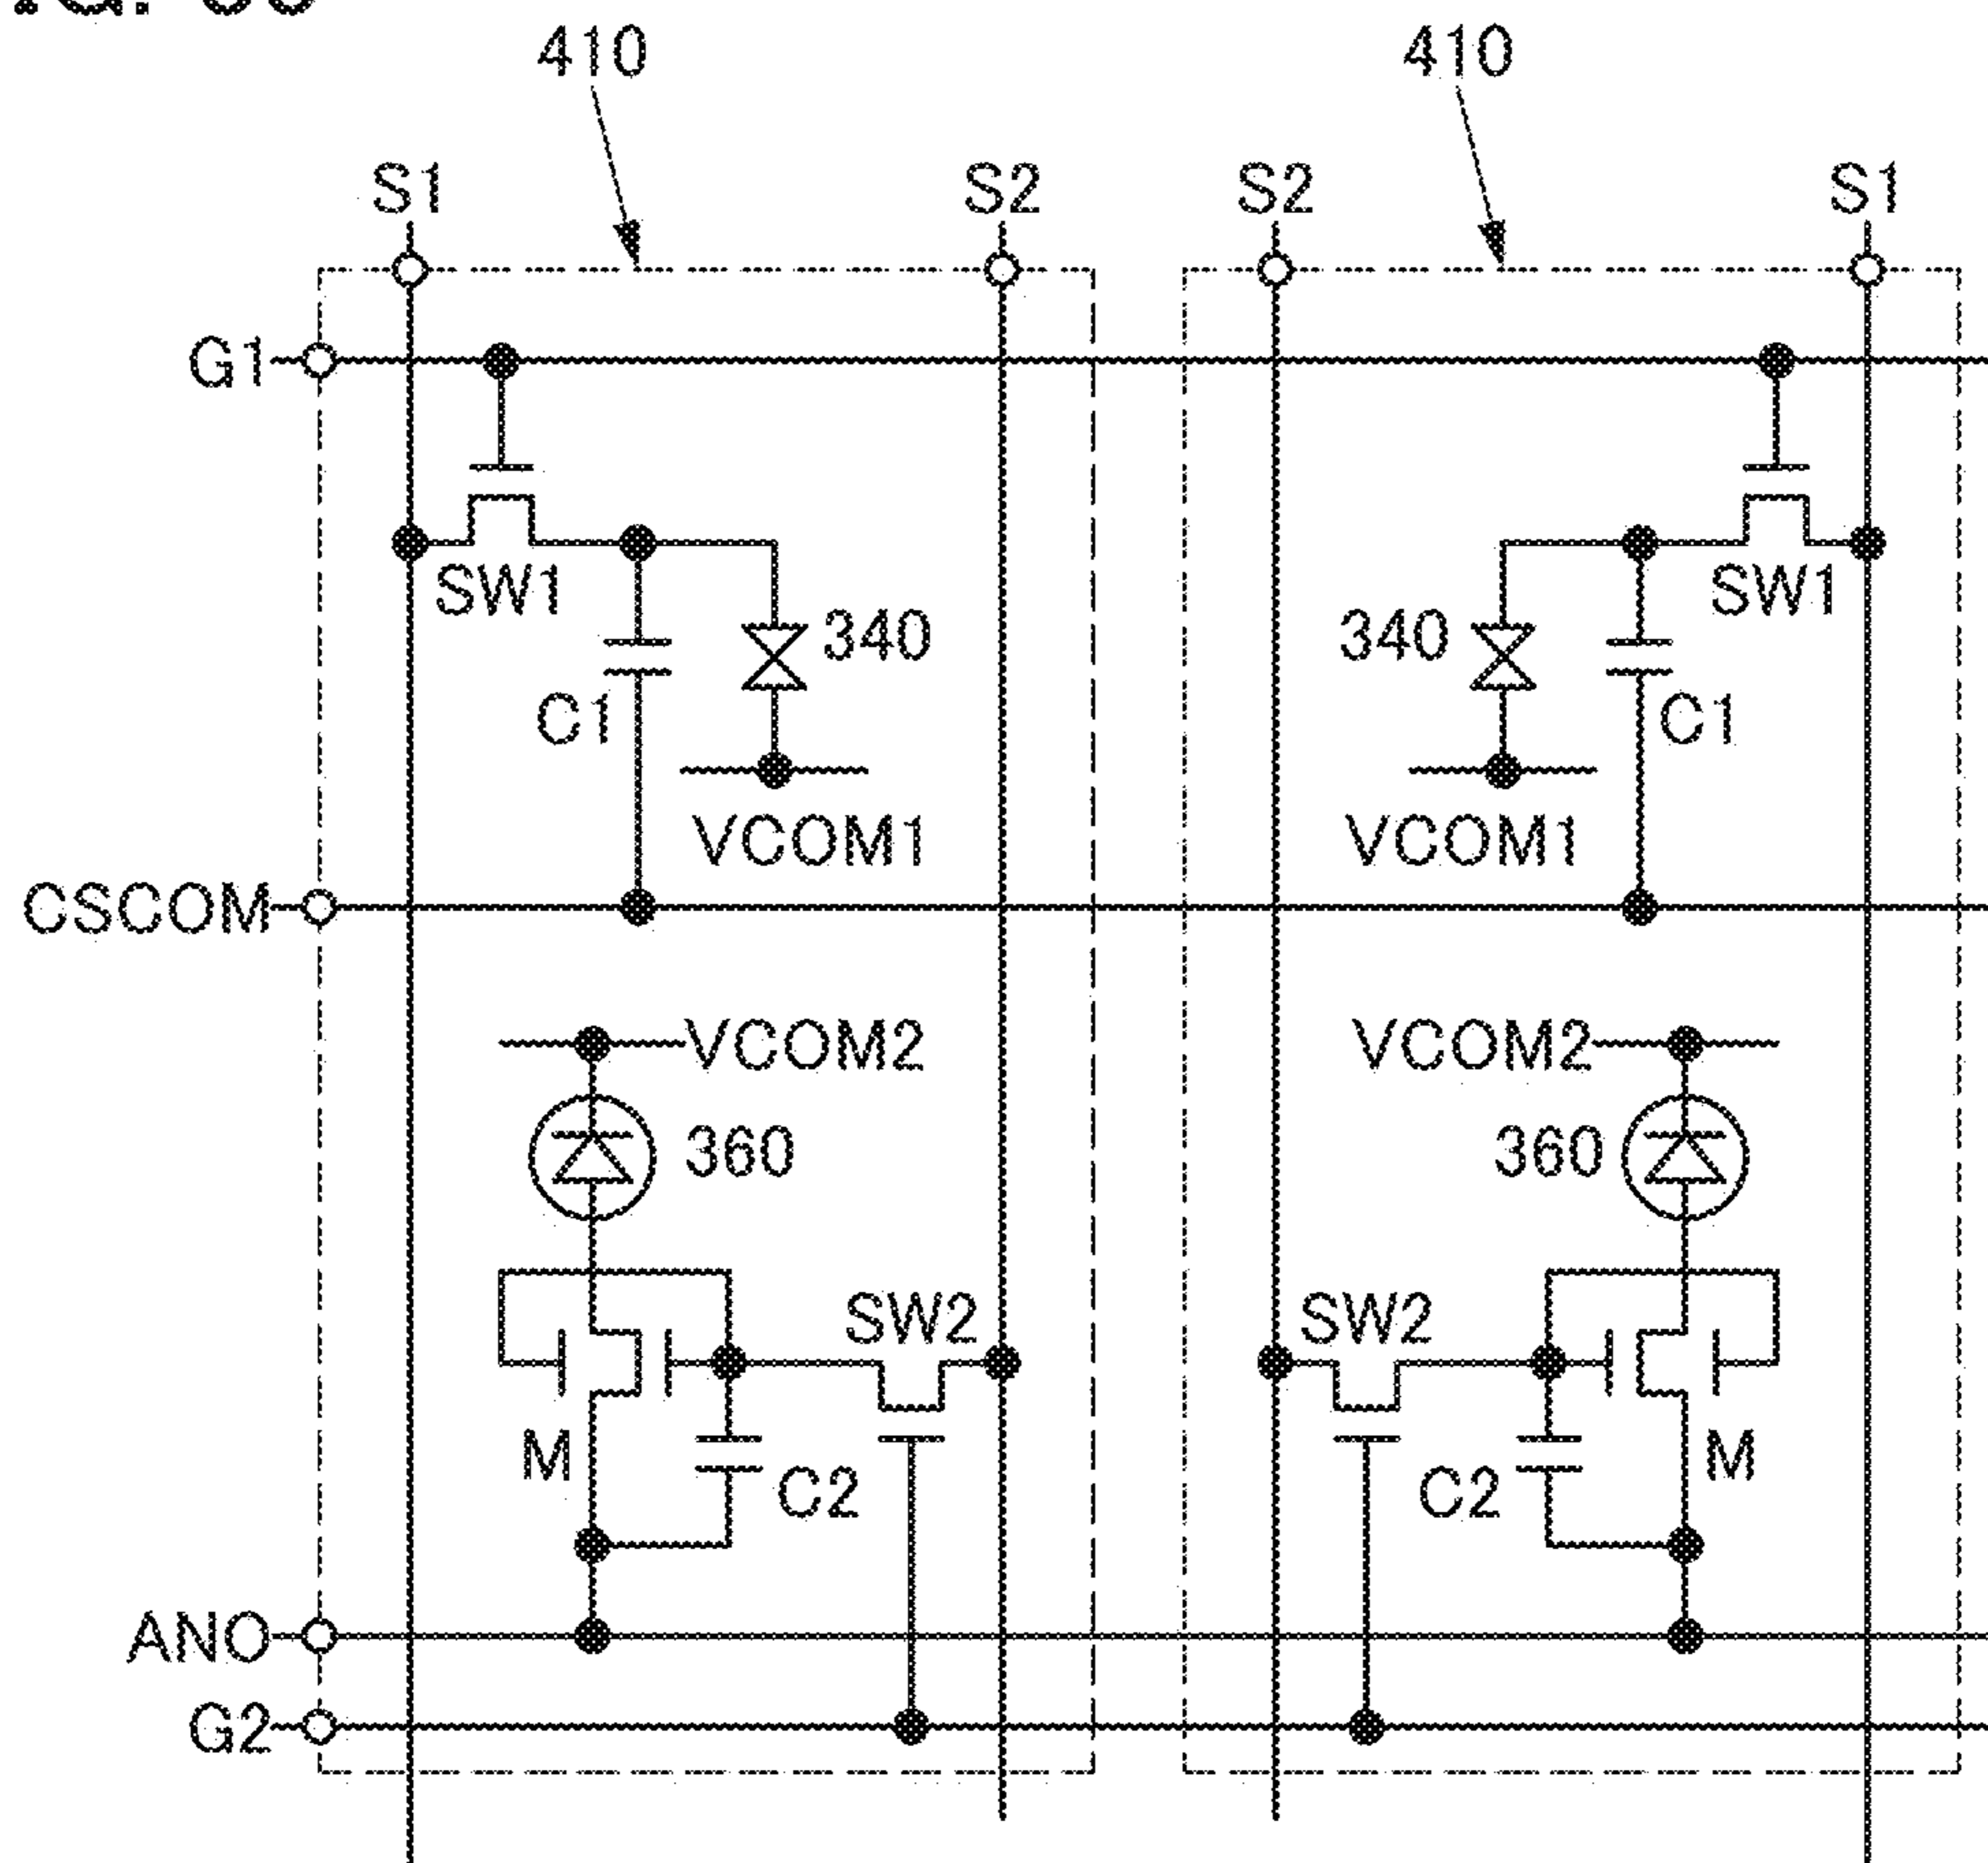 410 410
S1 S2 S2 S1
G1
SW1 SW1
340 340
C1 C1
VCOM1 VCOM1
CSCOM
VCOM2 VCOM2
360 360
SW2 SW2
M C2 C2 M
ANO
G2